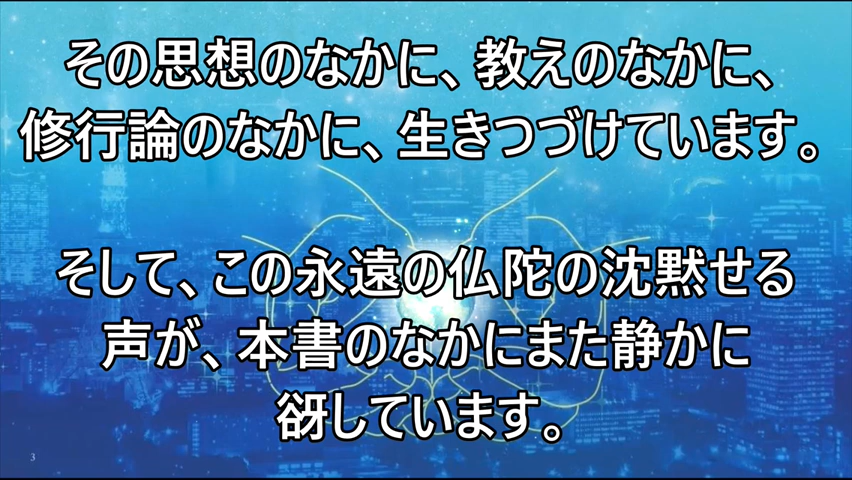 その思想のなかに、教えのなかに、
修行論のなかに、生きつづけています。
そして、この永遠の仏陀の沈黙せる
声が、本書のなかにまた静かに
谺しています。
3